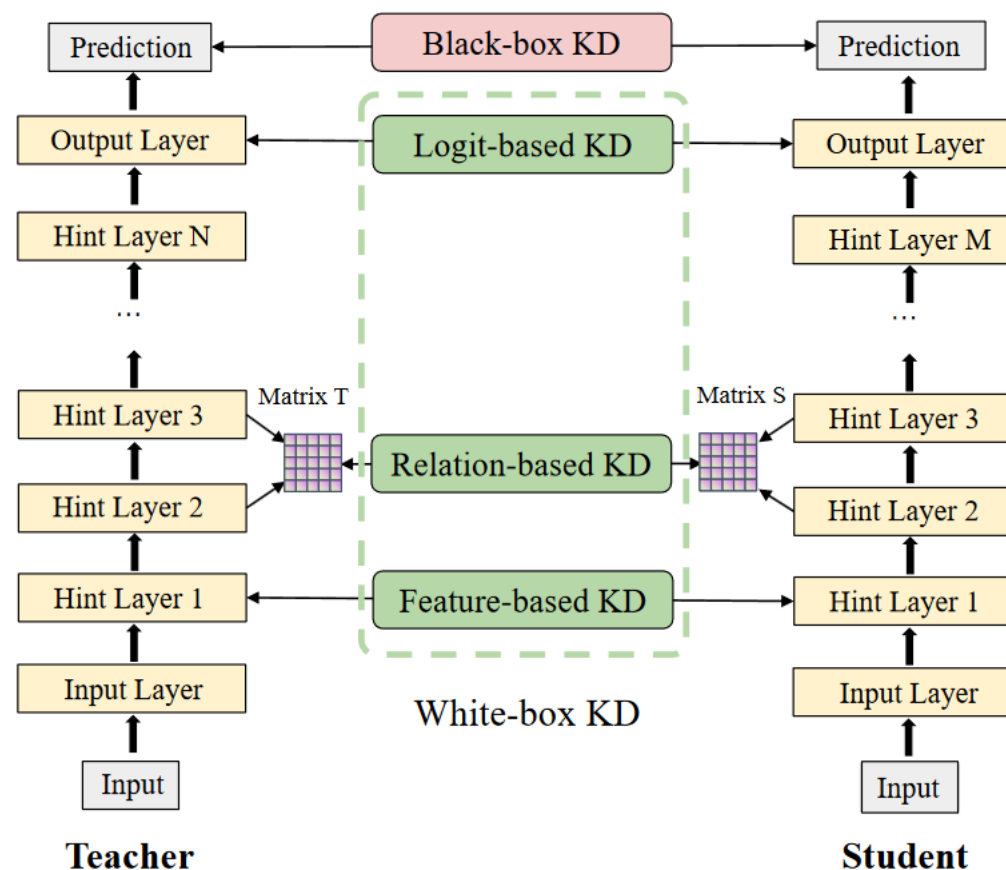 Prediction
Black-box KD
Prediction
Output Layer
Logit-based KD
Output Layer
Hint Layer N
Hint Layer M
...
...
Hint Layer 3
Matrix T
Matrix S
Hint Layer 3
Relation-based KD
Hint Layer 2
Hint Layer 2
Hint Layer 1
Feature-based KD
Hint Layer 1
Input Layer
White-box KD
Input Layer
Input
Input
Teacher
Student